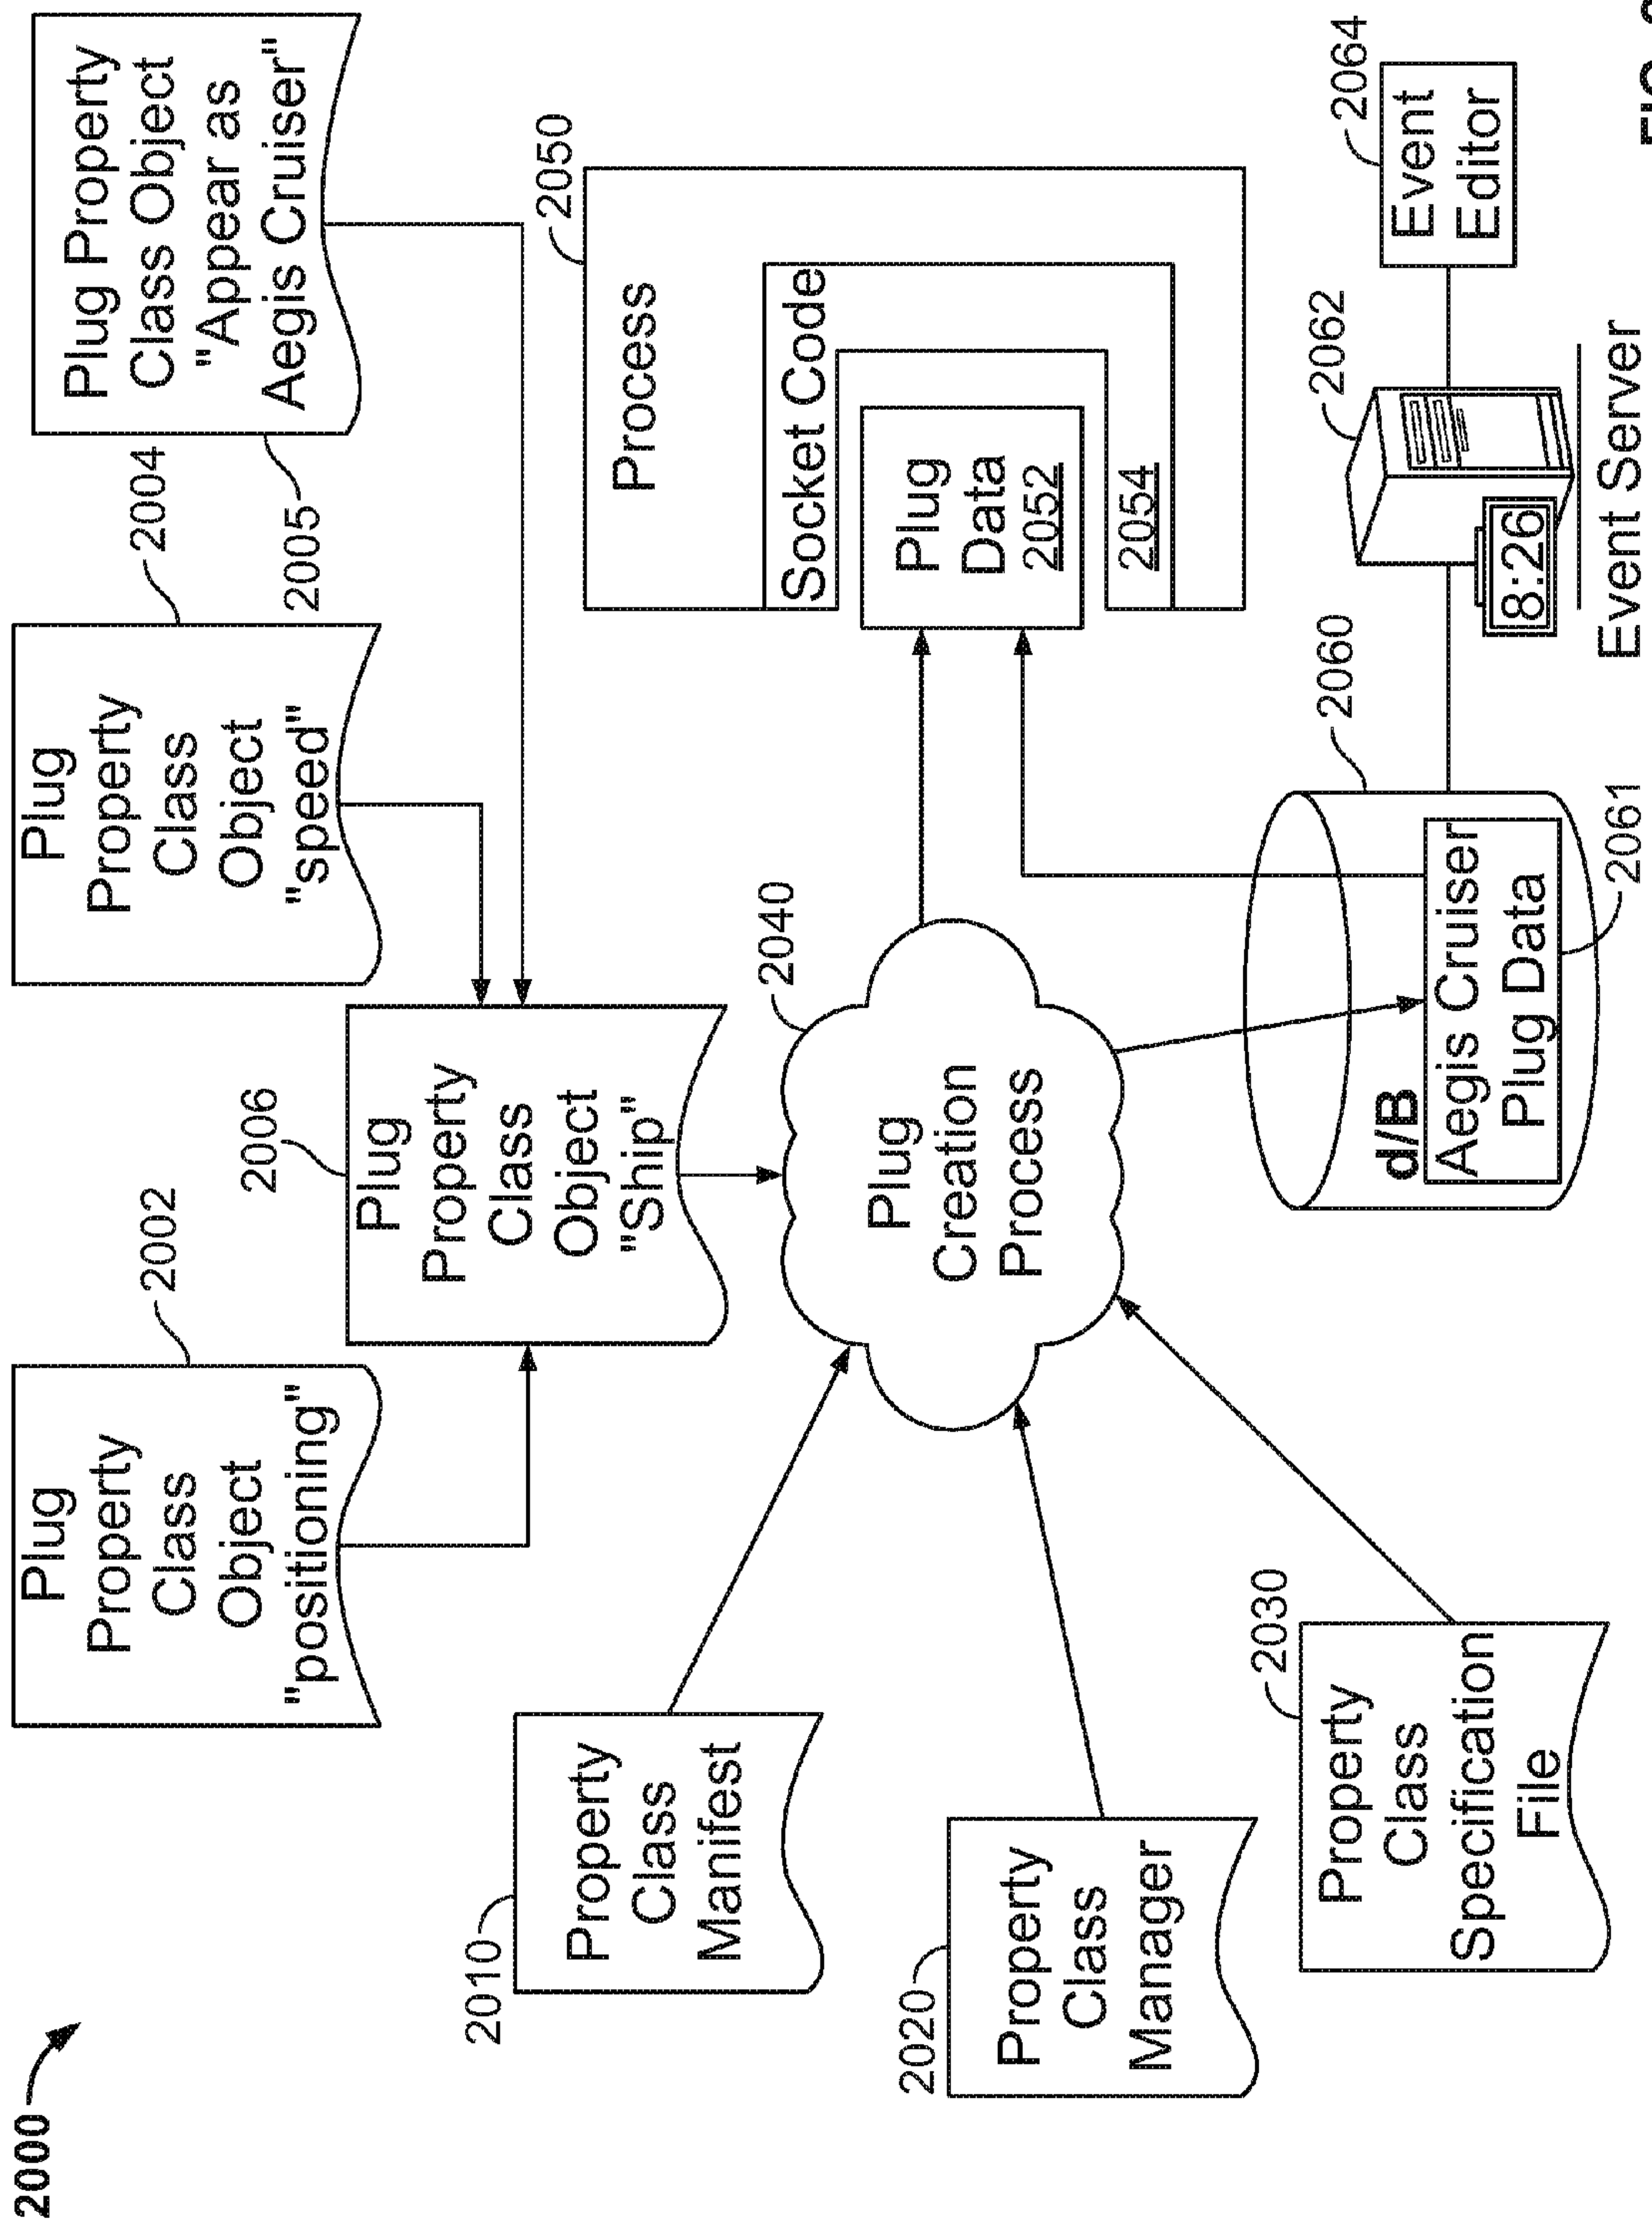 2000
2002
Plug
Property
Class
Object
"positioning"
2004
Plug
Property
Class
Object
"speed"
2005
Plug Property
Class Object
"Appear as
Aegis Cruiser"
2006
Plug
Property
Class
Object
"Ship"
2010
Property
Class
Manifest
2020
Property
Class
Manager
2030
Property
Class
Specification
File
2040
Plug
Creation
Process
2050
Process
Socket Code
Plug
Data
2052
2054
2060
d/B
Aegis Cruiser
Plug Data
2061
2062
8:26
Event Server
2064
Event
Editor